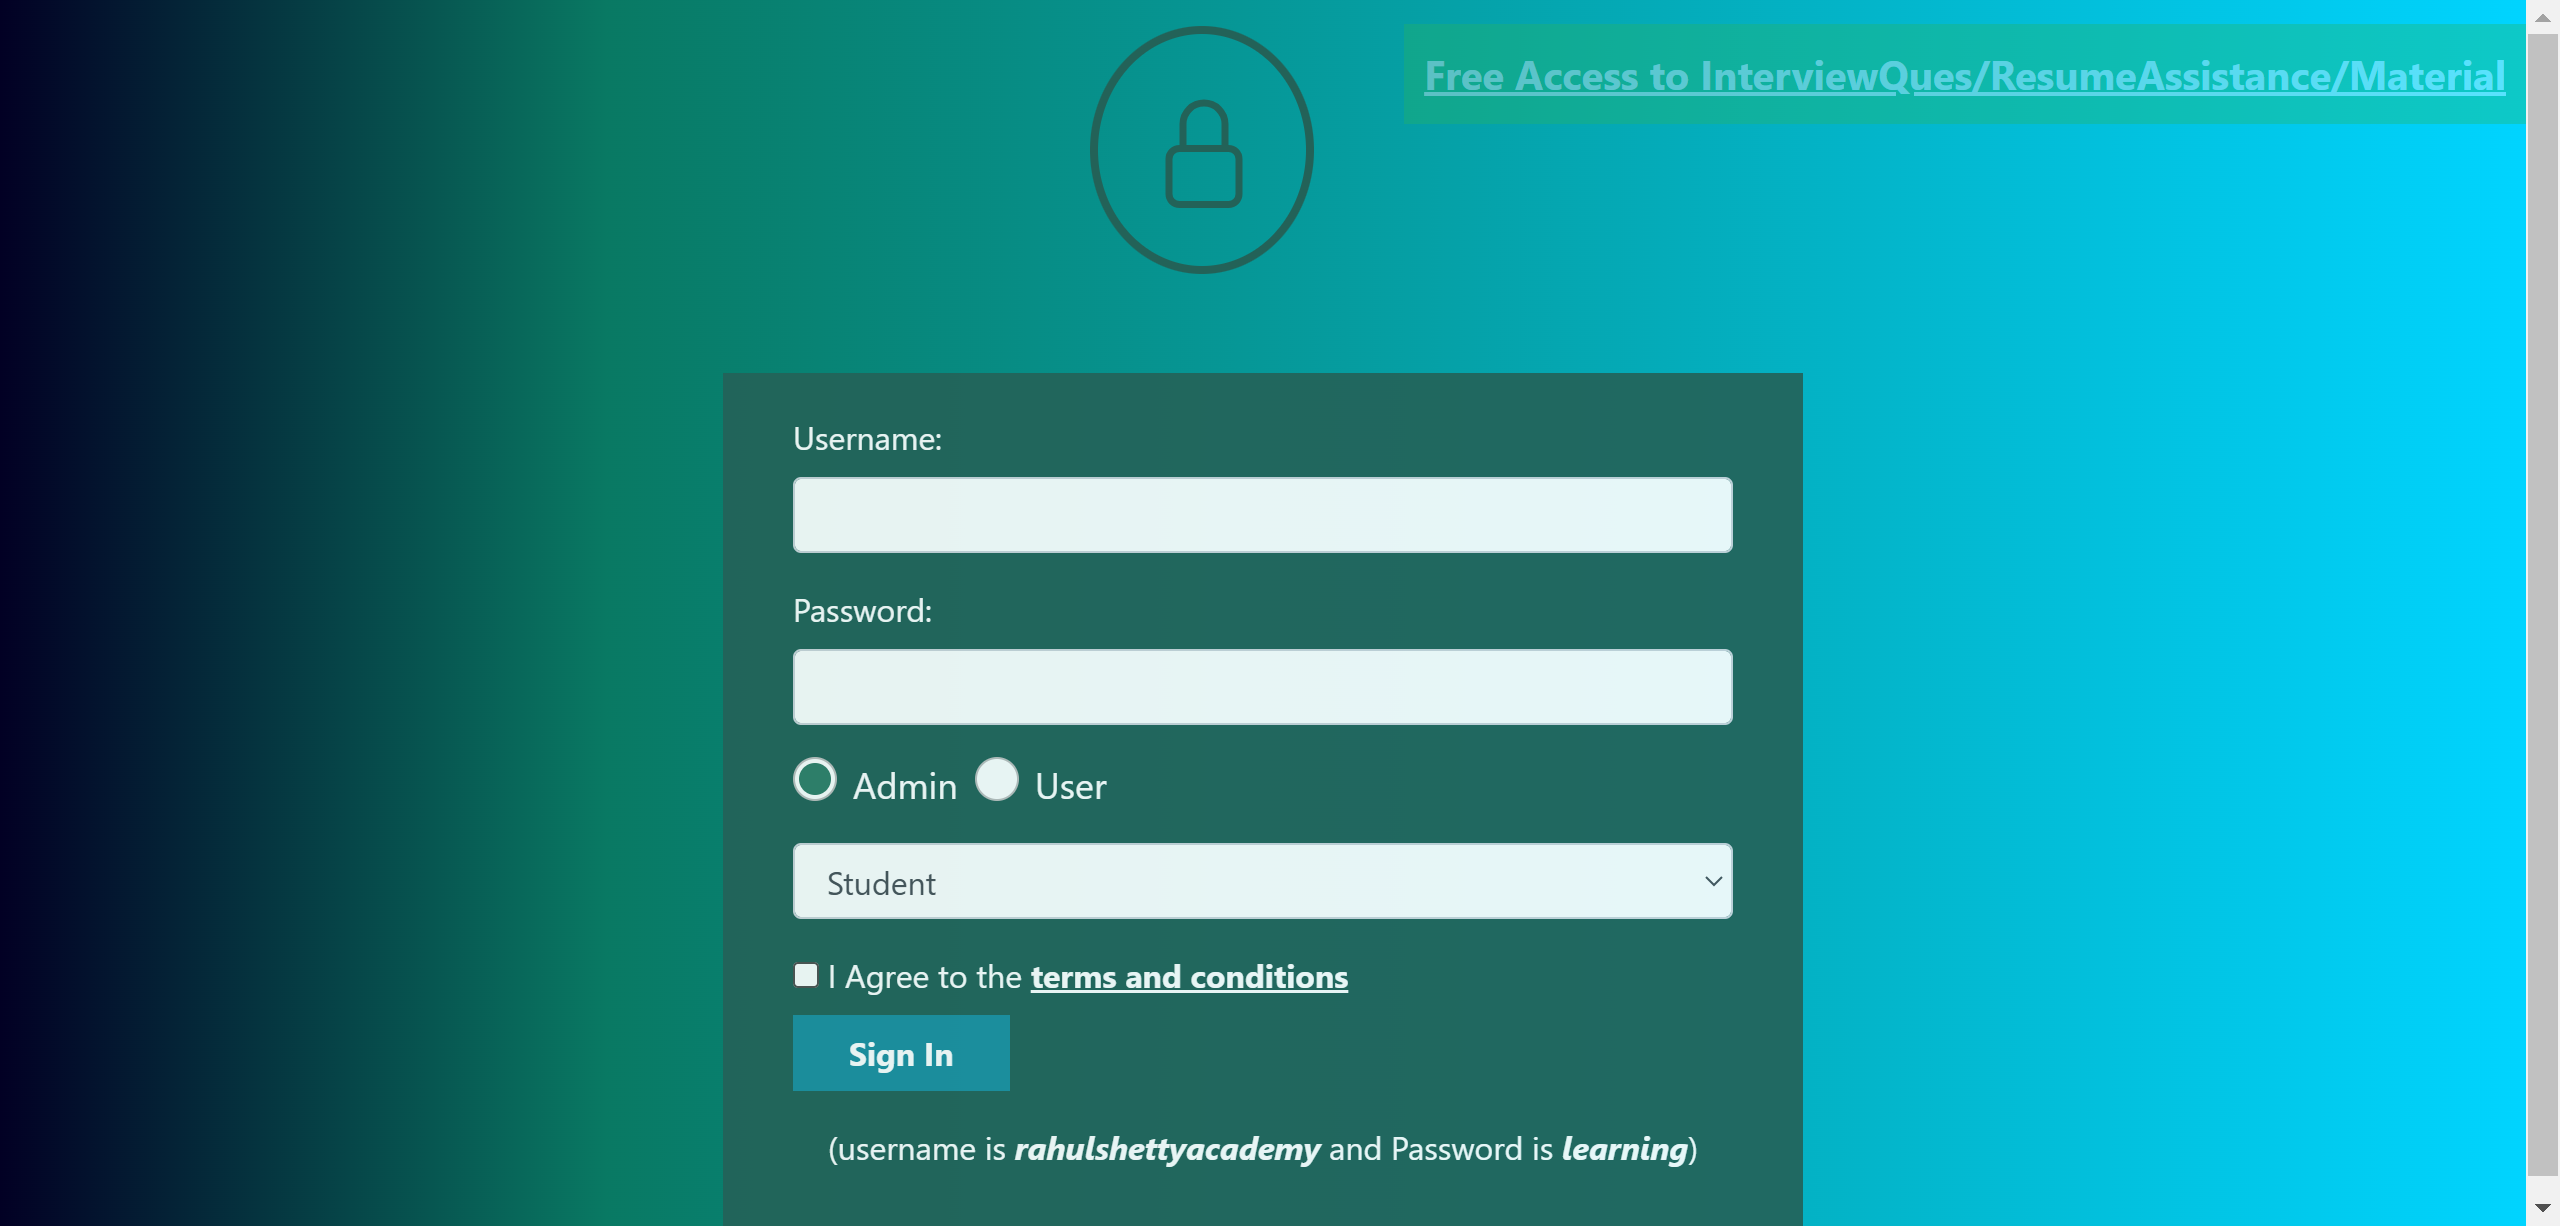 Free Access to InterviewQues/ResumeAssistance/Material
Username:
Password:
Admin User
Student
I Agree to the terms and conditions
Sign In
(username is rahulshettyacademy and Password is learning)